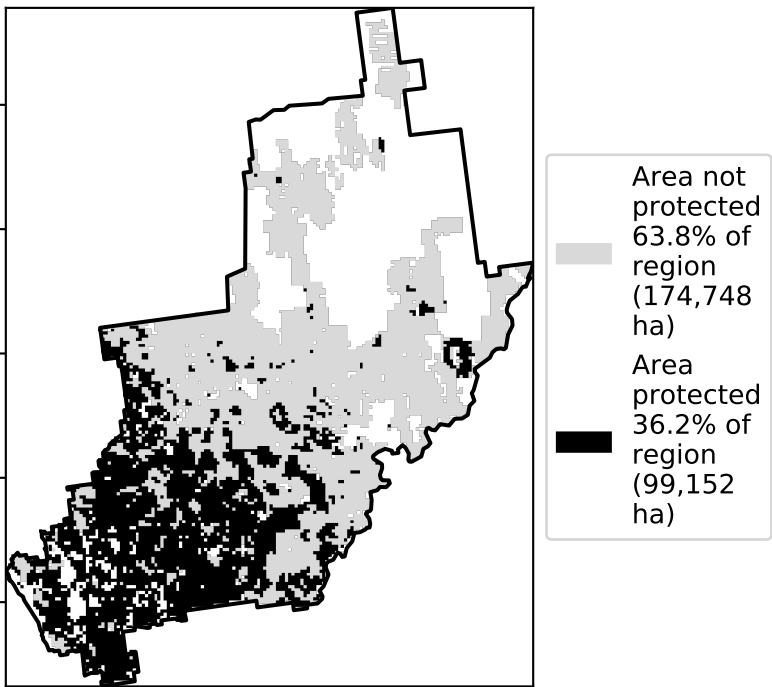 Area not
protected
63.8% of
region
(174,748
ha)
Area
protected
36.2% of
region
(99,152
ha)